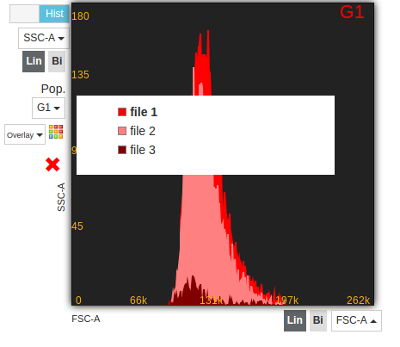 Hist
180
G1
SSC-A
135
Lin Bi
Pop.
G1
file 1
file 2
Overlay
file 3
9
SSC-A
45
0 66k 131k 197k 262k
FSC-A
Lin Bi FSC-A